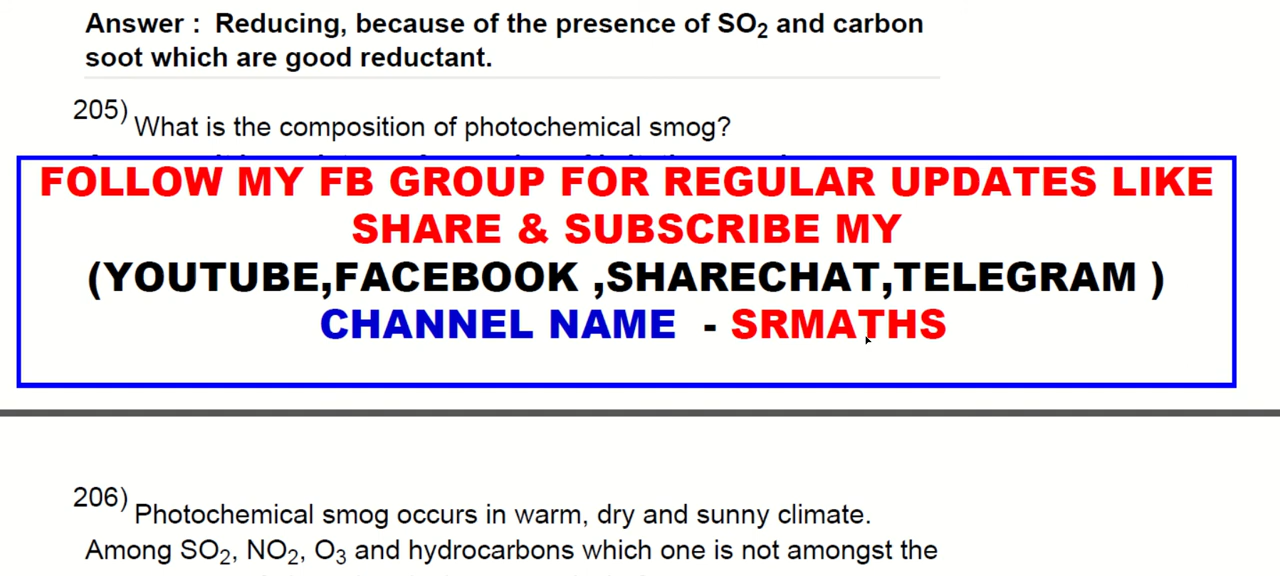 Answer : Reducing, because of the presence of SO₂ and carbon
soot which are good reductant.
205) What is the composition of photochemical smog?
FOLLOW MY FB GROUP FOR REGULAR UPDATES LIKE
SHARE & SUBSCRIBE MY
(YOUTUBE,FACEBOOK ,SHARECHAT,TELEGRAM )
CHANNEL NAME - SRMATHS
206) Photochemical smog occurs in warm, dry and sunny climate.
Among SO₂, NO₂, O₃ and hydrocarbons which one is not amongst the